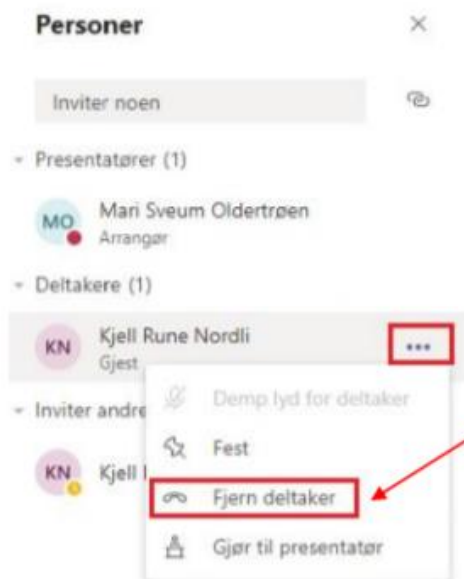 Personer
Inviter noen
Presentatører (1)
MO
Mari Sveum Oldertrøen
Arrangør
Deltakere (1)
KN
Kjell Rune Nordli
Gjest
Demp lyd for deltaker
Inviter andre
Fest
KN Kjell
Fjern deltaker
Gjør til presentatør